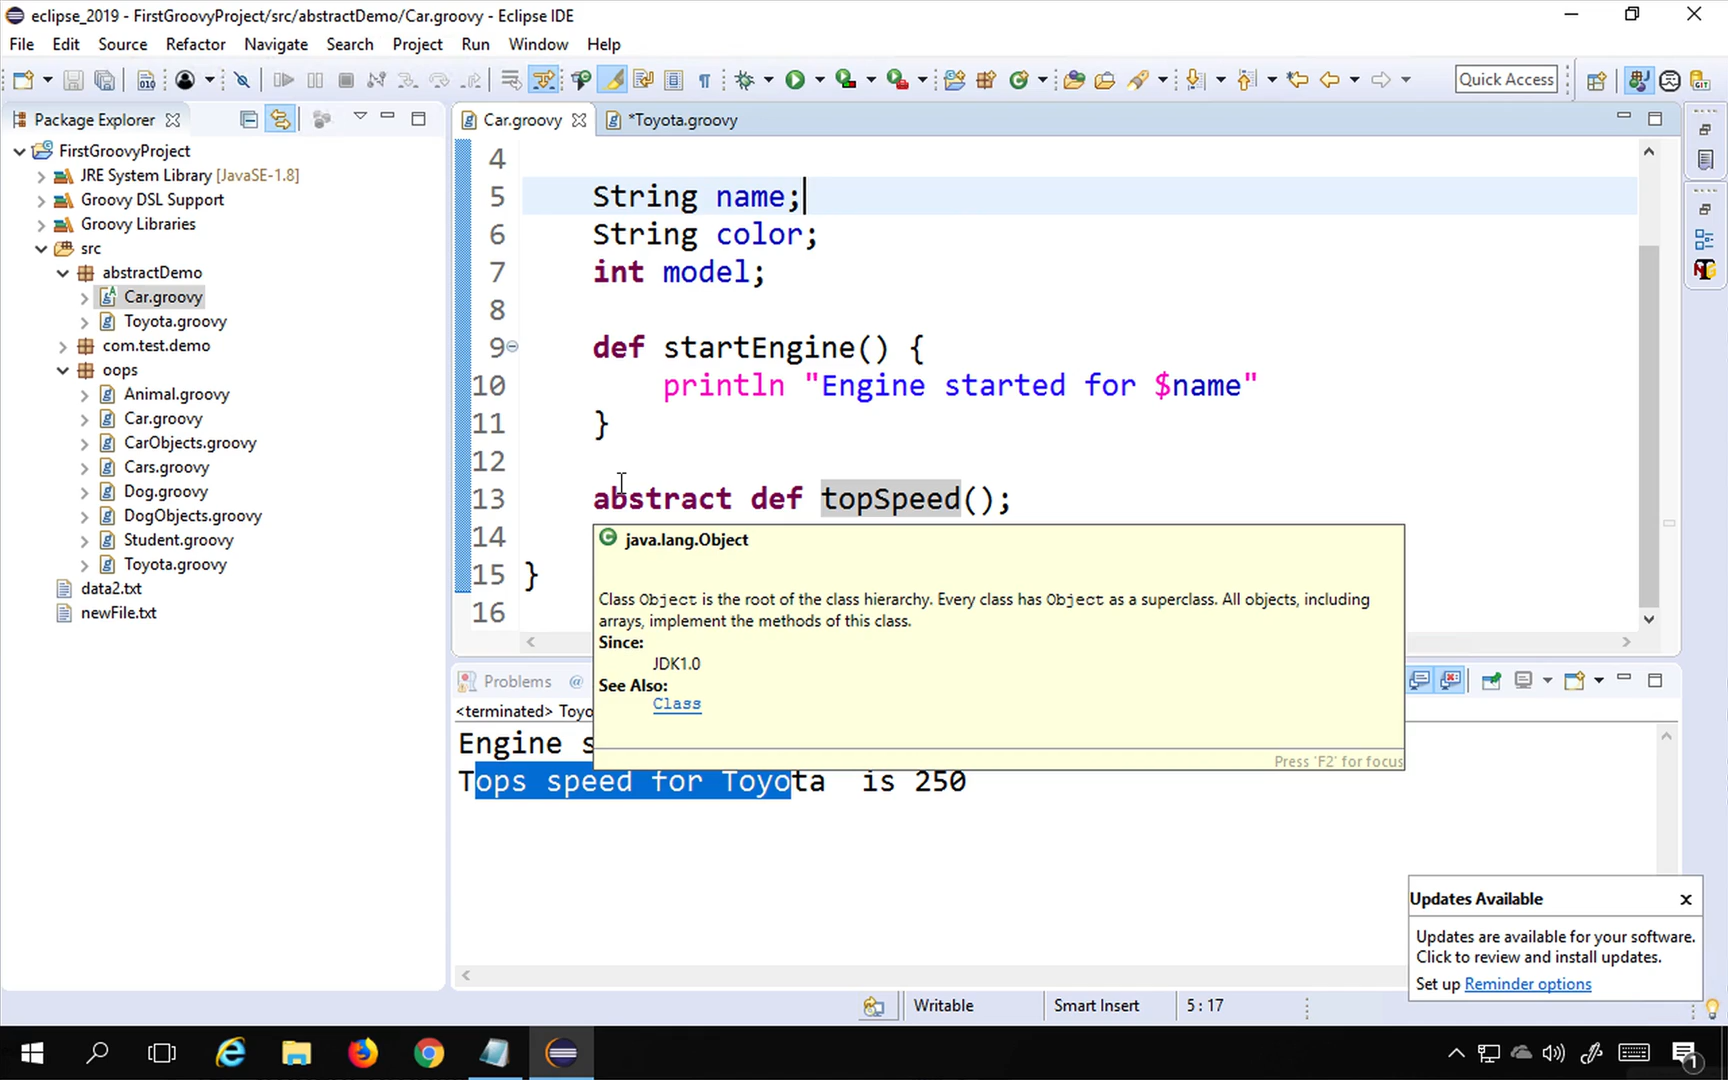 eclipse_2019 - FirstGroovyProject/src/abstractDemo/Car.groovy - Eclipse IDE
File Edit Source Refactor Navigate Search Project Run Window Help
Quick Access
Package Explorer
FirstGroovyProject
JRE System Library [JavaSE-1.8]
Groovy DSL Support
Groovy Libraries
src
abstractDemo
Car.groovy
Toyota.groovy
com.test.demo
oops
Animal.groovy
Car.groovy
CarObjects.groovy
Cars.groovy
Dog.groovy
DogObjects.groovy
Student.groovy
Toyota.groovy
data2.txt
newFile.txt
Car.groovy *Toyota.groovy
4
5 String name;
6 String color;
7 int model;
8
9 def startEngine() {
10 println "Engine started for $name"
11 }
12
13 abstract def topSpeed();
14
15 }
16
java.lang.Object
Class Object is the root of the class hierarchy. Every class has Object as a superclass. All objects, including
arrays, implement the methods of this class.
Since:
JDK1.0
See Also:
Class
Press 'F2' for focus
Problems @
<terminated> Toyo
Engine s
Tops speed for Toyota is 250
Updates Available
Updates are available for your software.
Click to review and install updates.
Set up Reminder options
Writable Smart Insert 5 : 17
1